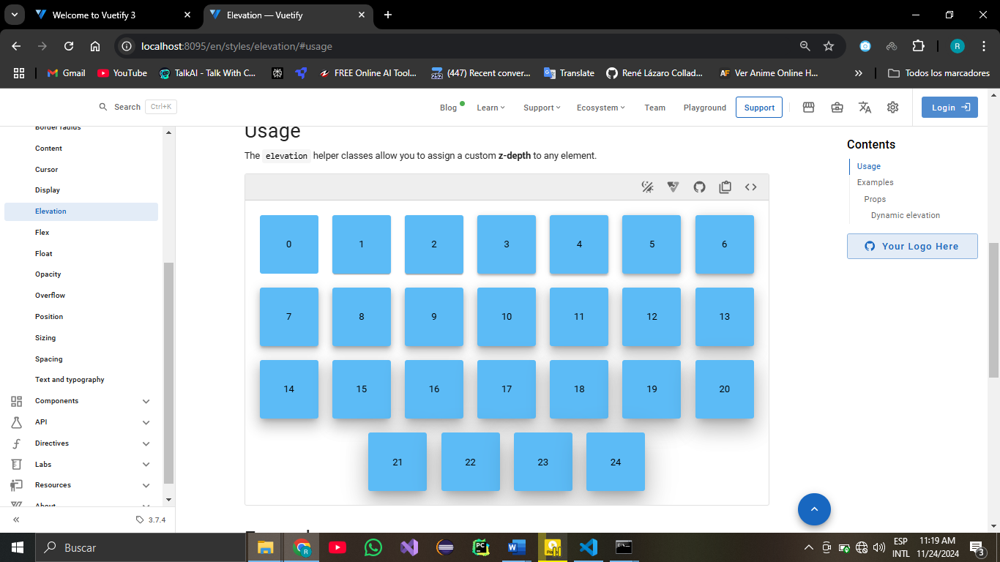 Welcome to Vuetify 3
Elevation — Vuetify
localhost:8095/en/styles/elevation/#usage
R
Gmail
YouTube
TalkAI - Talk With C...
FREE Online AI Tool...
(447) Recent conver...
Translate
René Lázaro Collad...
AF Ver Anime Online H...
Todos los marcadores
Search Ctrl+K
Blog
Learn
Support
Ecosystem
Team
Playground
Support
Login
Border radius
Content
Cursor
Display
Elevation
Flex
Float
Opacity
Overflow
Position
Sizing
Spacing
Text and typography
Components
API
Directives
Labs
Resources
About
3.7.4
Usage
The elevation helper classes allow you to assign a custom z-depth to any element.
0 1 2 3 4 5 6
7 8 9 10 11 12 13
14 15 16 17 18 19 20
21 22 23 24
Contents
Usage
Examples
Props
Dynamic elevation
Your Logo Here
Buscar
ESP
INTL
11:19 AM
11/24/2024
3